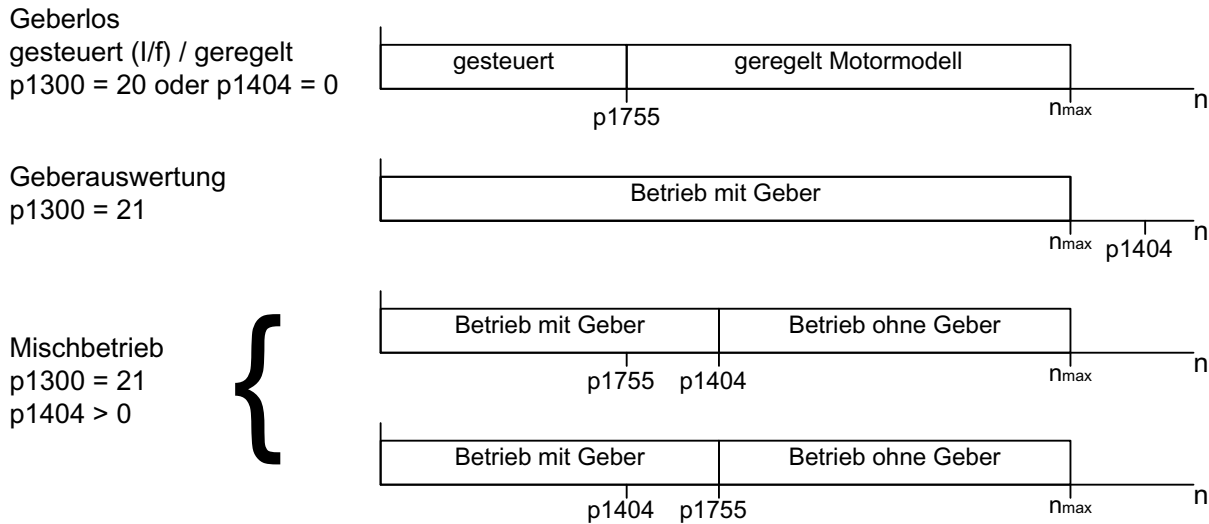 Geberlos
gesteuert (I/f) / geregelt
p1300 = 20 oder p1404 = 0
gesteuert
geregelt Motormodell
p1755
nmax
n
Geberauswertung
p1300 = 21
Betrieb mit Geber
nmax
p1404
n
Mischbetrieb
p1300 = 21
p1404 > 0
{
Betrieb mit Geber
Betrieb ohne Geber
p1755
p1404
nmax
n
Betrieb mit Geber
Betrieb ohne Geber
p1404
p1755
nmax
n